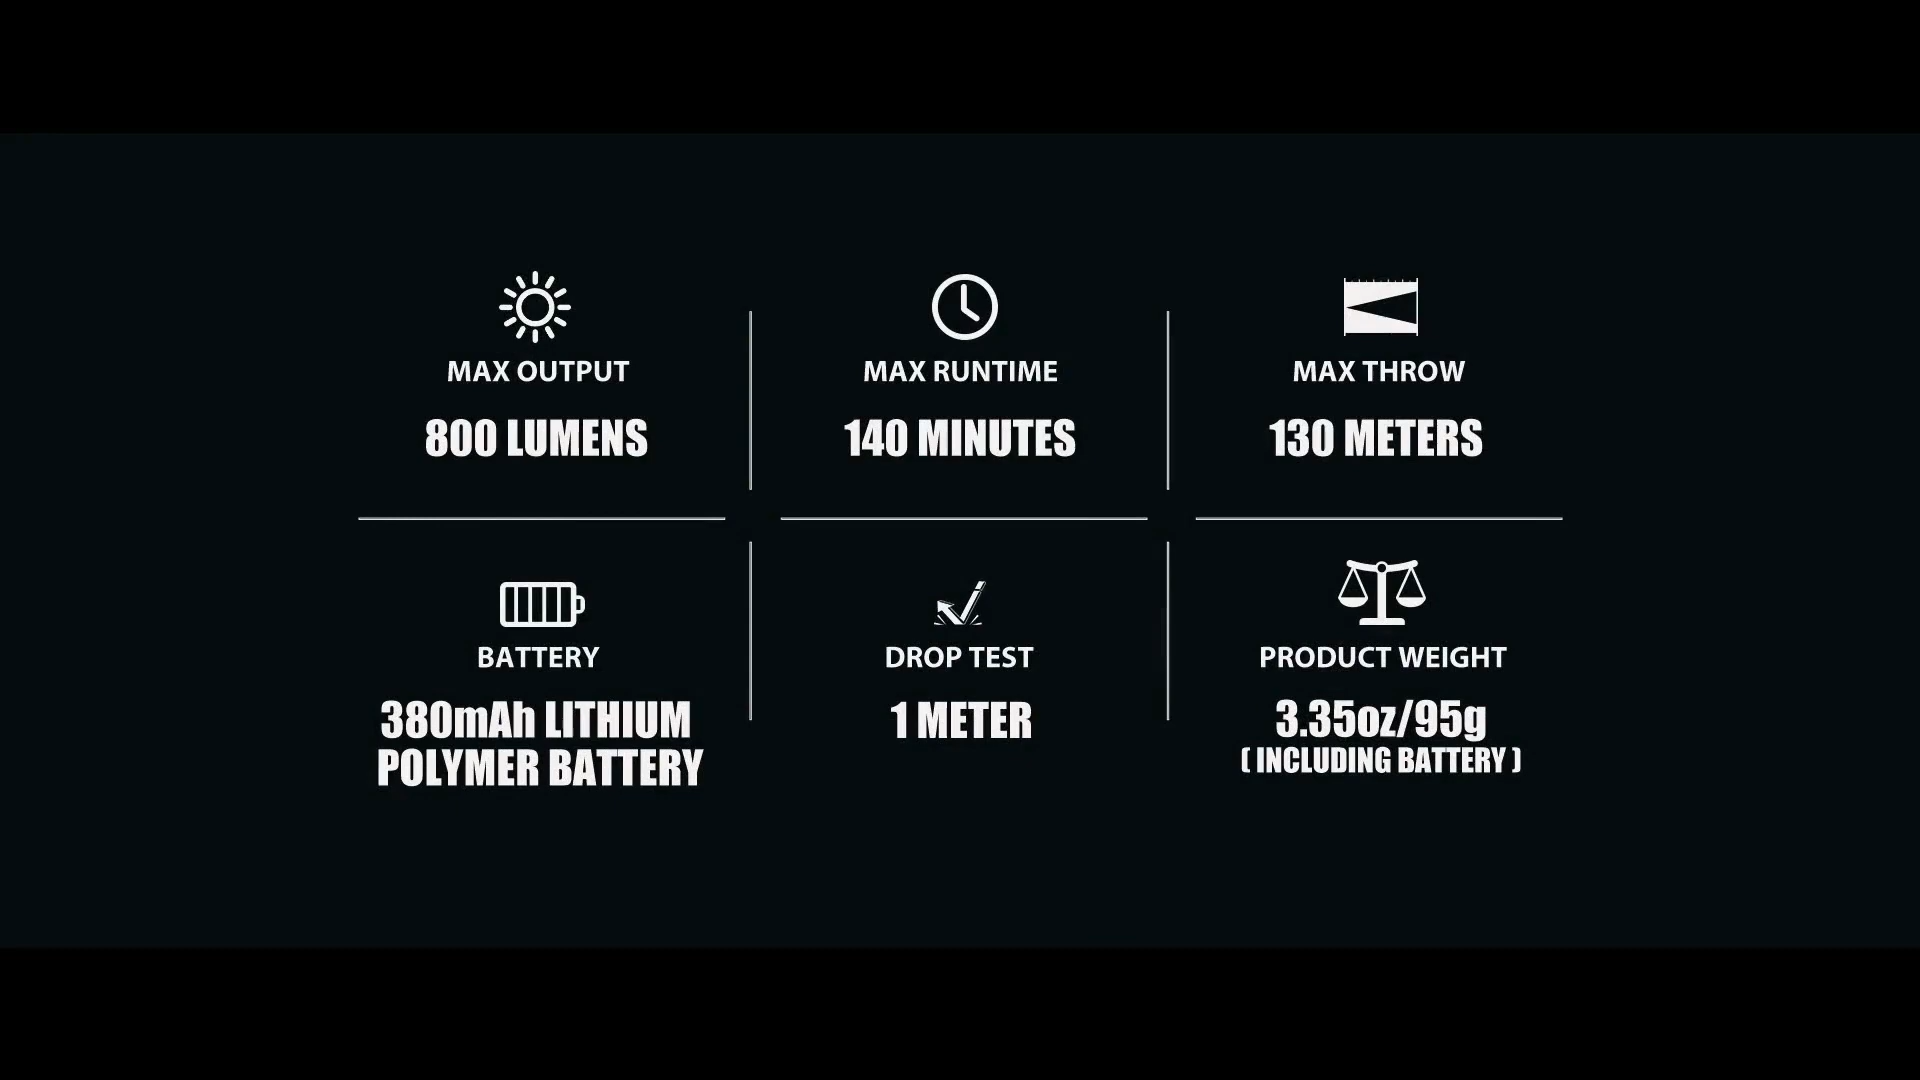 MAX OUTPUT
800 LUMENS
MAX RUNTIME
140 MINUTES
MAX THROW
130 METERS
BATTERY
380mAh LITHIUM
POLYMER BATTERY
DROP TEST
1 METER
PRODUCT WEIGHT
3.35oz/95g
( INCLUDING BATTERY )